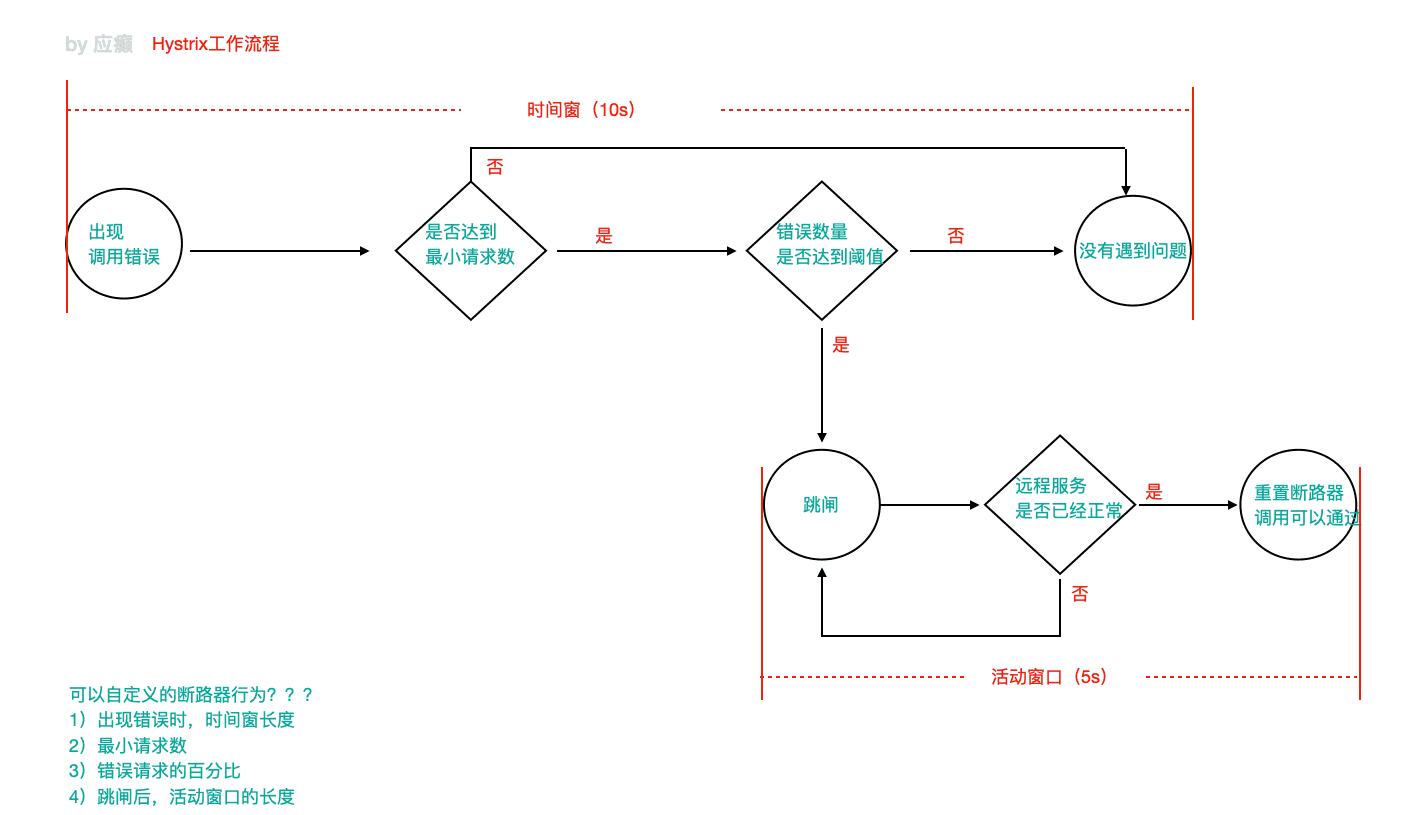 by 应癫 Hystrix工作流程
时间窗（10s）
否
出现
调用错误
是否达到
最小请求数
是
错误数量
是否达到阈值
否
没有遇到问题
是
跳闸
远程服务
是否已经正常
是
重置断路器
调用可以通过
否
活动窗口（5s）
可以自定义的断路器行为？？？
1）出现错误时，时间窗长度
2）最小请求数
3）错误请求的百分比
4）跳闸后，活动窗口的长度